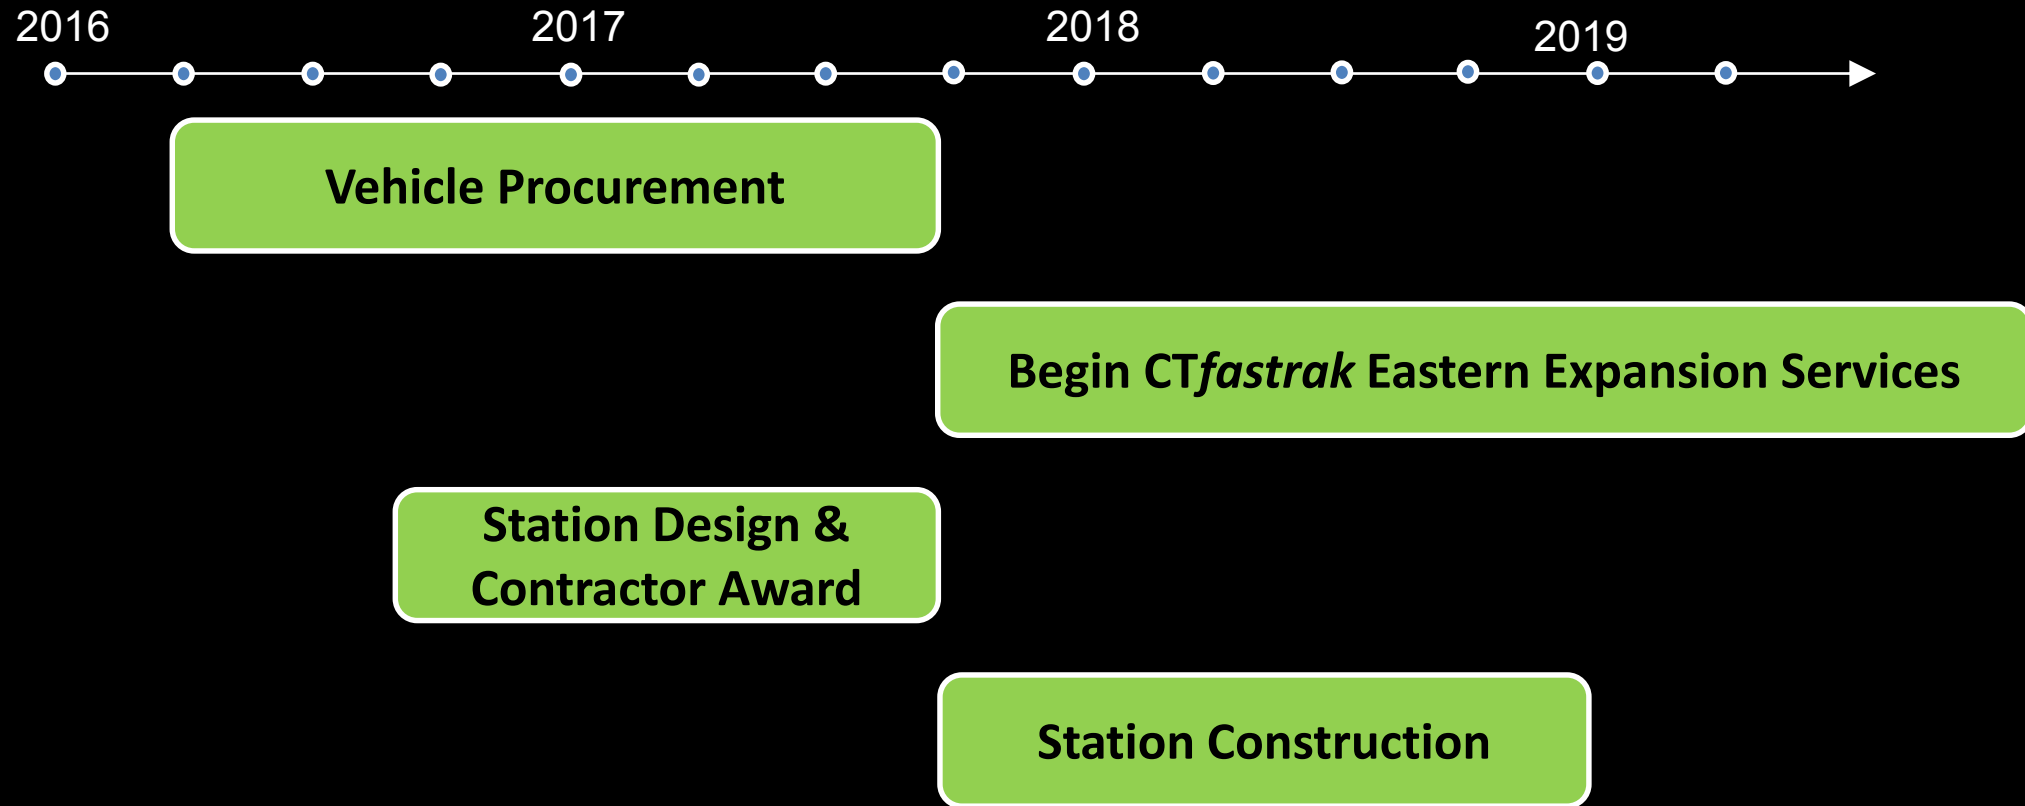 2016
2017
2018
2019
Vehicle Procurement
Begin CTfastrak Eastern Expansion Services
Station Design &
Contractor Award
Station Construction